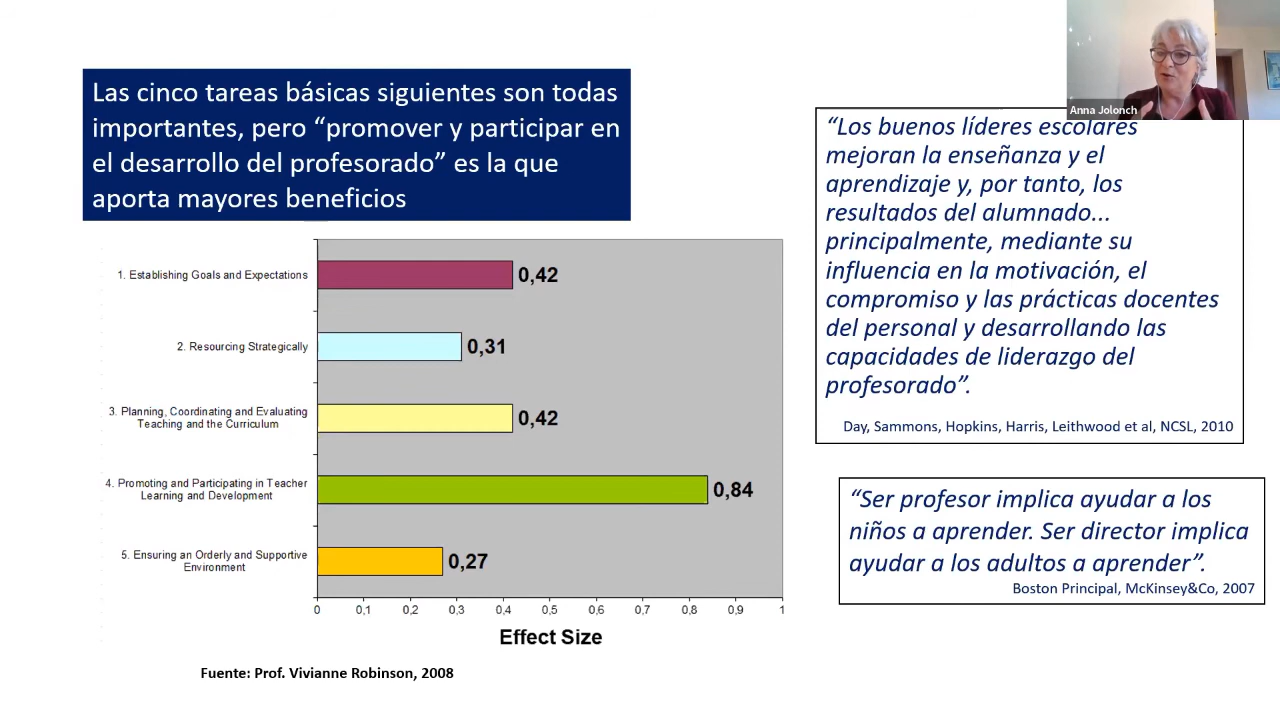 Anna Jolonch
Las cinco tareas básicas siguientes son todas
importantes, pero “promover y participar en
el desarrollo del profesorado” es la que
aporta mayores beneficios
1. Establishing Goals and Expectations
0,42
2. Resourcing Strategically
0,31
3. Planning, Coordinating and Evaluating
Teaching and the Curriculum
0,42
4. Promoting and Participating in Teacher
Learning and Development
0,84
5. Ensuring an Orderly and Supportive
Environment
0,27
0 0,1 0,2 0,3 0,4 0,5 0,6 0,7 0,8 0,9 1
Effect Size
Fuente: Prof. Vivianne Robinson, 2008
“Los buenos líderes escolares
mejoran la enseñanza y el
aprendizaje y, por tanto, los
resultados del alumnado...
principalmente, mediante su
influencia en la motivación, el
compromiso y las prácticas docentes
del personal y desarrollando las
capacidades de liderazgo del
profesorado”.
Day, Sammons, Hopkins, Harris, Leithwood et al, NCSL, 2010
“Ser profesor implica ayudar a los
niños a aprender. Ser director implica
ayudar a los adultos a aprender”.
Boston Principal, McKinsey&Co, 2007